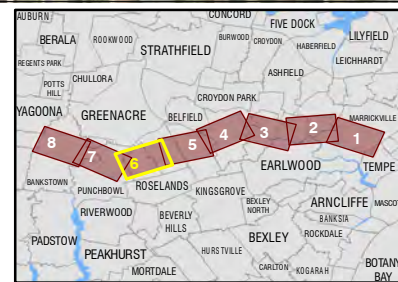 AUBURN
CONCORD
FIVE DOCK
BERALA
ROOKWOOD
BURWOOD
CROYDON
HABERFIELD
LILYFIELD
STRATHFIELD
REGENTS PARK
LEICHHARDT
CHULLORA
ASHFIELD
POTTS
HILL
CROYDON PARK
YAGOONA
GREENACRE
BELFIELD
MARRICKVILLE
8
7
6
5
4
3
2
1
BANKSTOWN
PUNCHBOWL
ROSELANDS
KINGSGROVE
EARLWOOD
TEMPE
RIVERWOOD
BEVERLY
HILLS
BEXLEY
NORTH
ARNCLIFFE
MASCOT
BANKSIA
PADSTOW
PEAKHURST
HURSTVILLE
BEXLEY
ROCKDALE
MORTDALE
CARLTON
KOGARAH
BOTANY
BAY